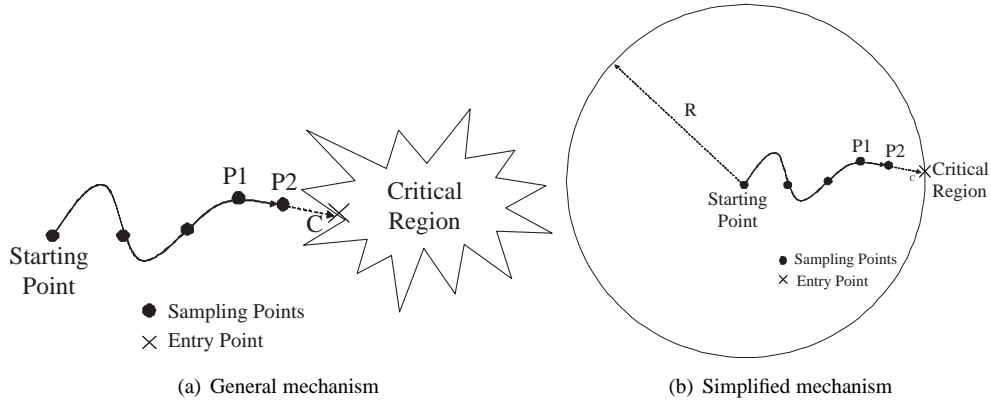 P1
P2
C
Critical
Region
Starting
Point
Sampling Points
Entry Point
(a) General mechanism
R
P1
P2
c
Critical
Region
Starting
Point
Sampling Points
Entry Point
(b) Simplified mechanism